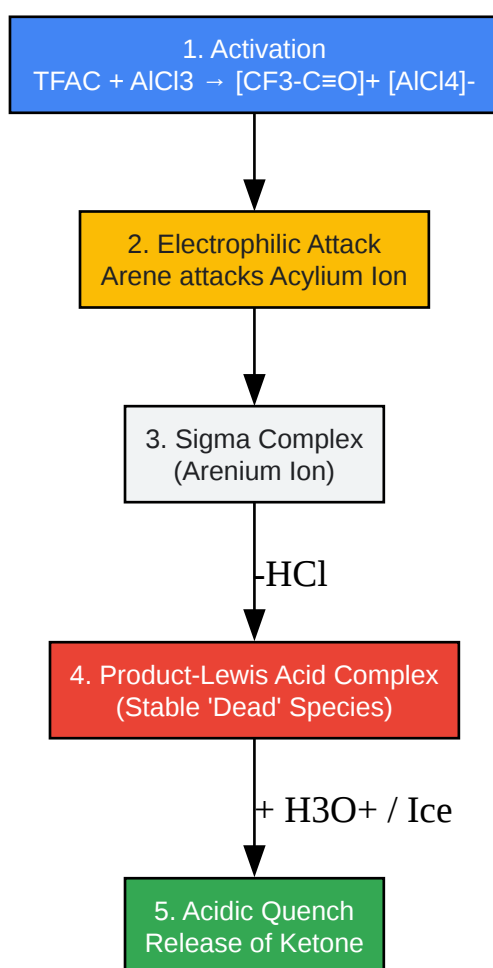 1. Activation
TFAC + AlCl3 → [CF3-C≡O]+ [AlCl4]-
2. Electrophilic Attack
Arene attacks Acylium Ion
3. Sigma Complex
(Arenium Ion)
-HCl
4. Product-Lewis Acid Complex
(Stable 'Dead' Species)
+ H3O+ / Ice
5. Acidic Quench
Release of Ketone